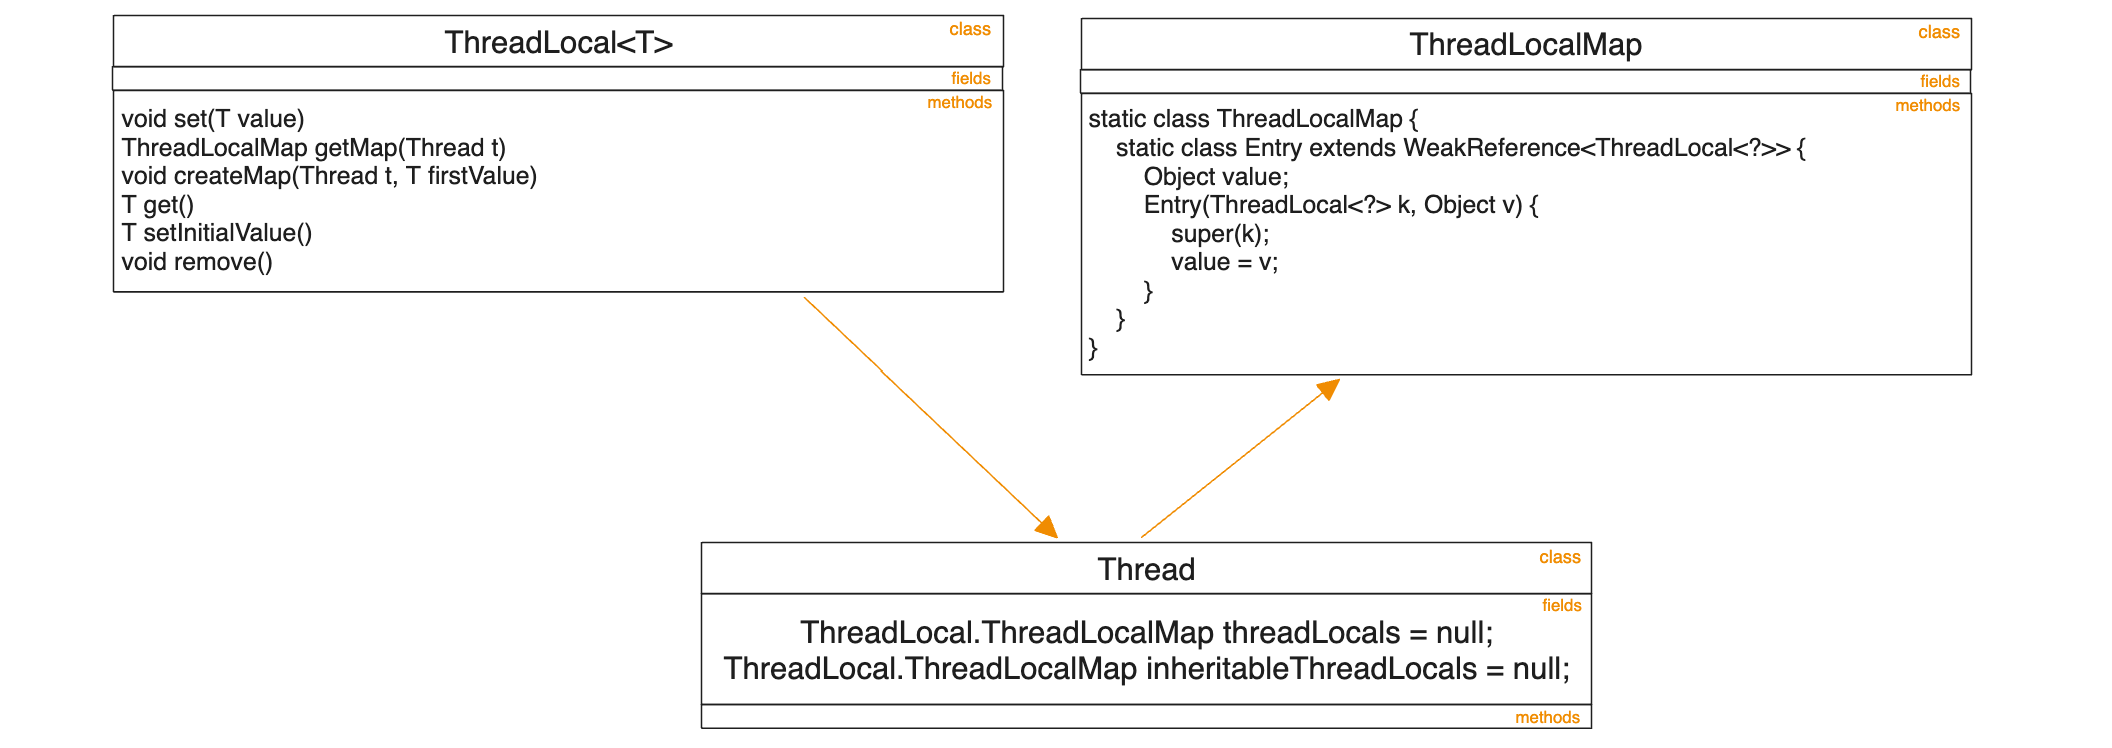 ThreadLocal<T>
class
fields
methods
void set(T value)
ThreadLocalMap getMap(Thread t)
void createMap(Thread t, T firstValue)
T get()
T setInitialValue()
void remove()
ThreadLocalMap
class
fields
methods
static class ThreadLocalMap {
static class Entry extends WeakReference<ThreadLocal<?>> {
Object value;
Entry(ThreadLocal<?> k, Object v) {
super(k);
value = v;
}
}
}
Thread
class
fields
ThreadLocal.ThreadLocalMap threadLocals = null;
ThreadLocal.ThreadLocalMap inheritableThreadLocals = null;
methods